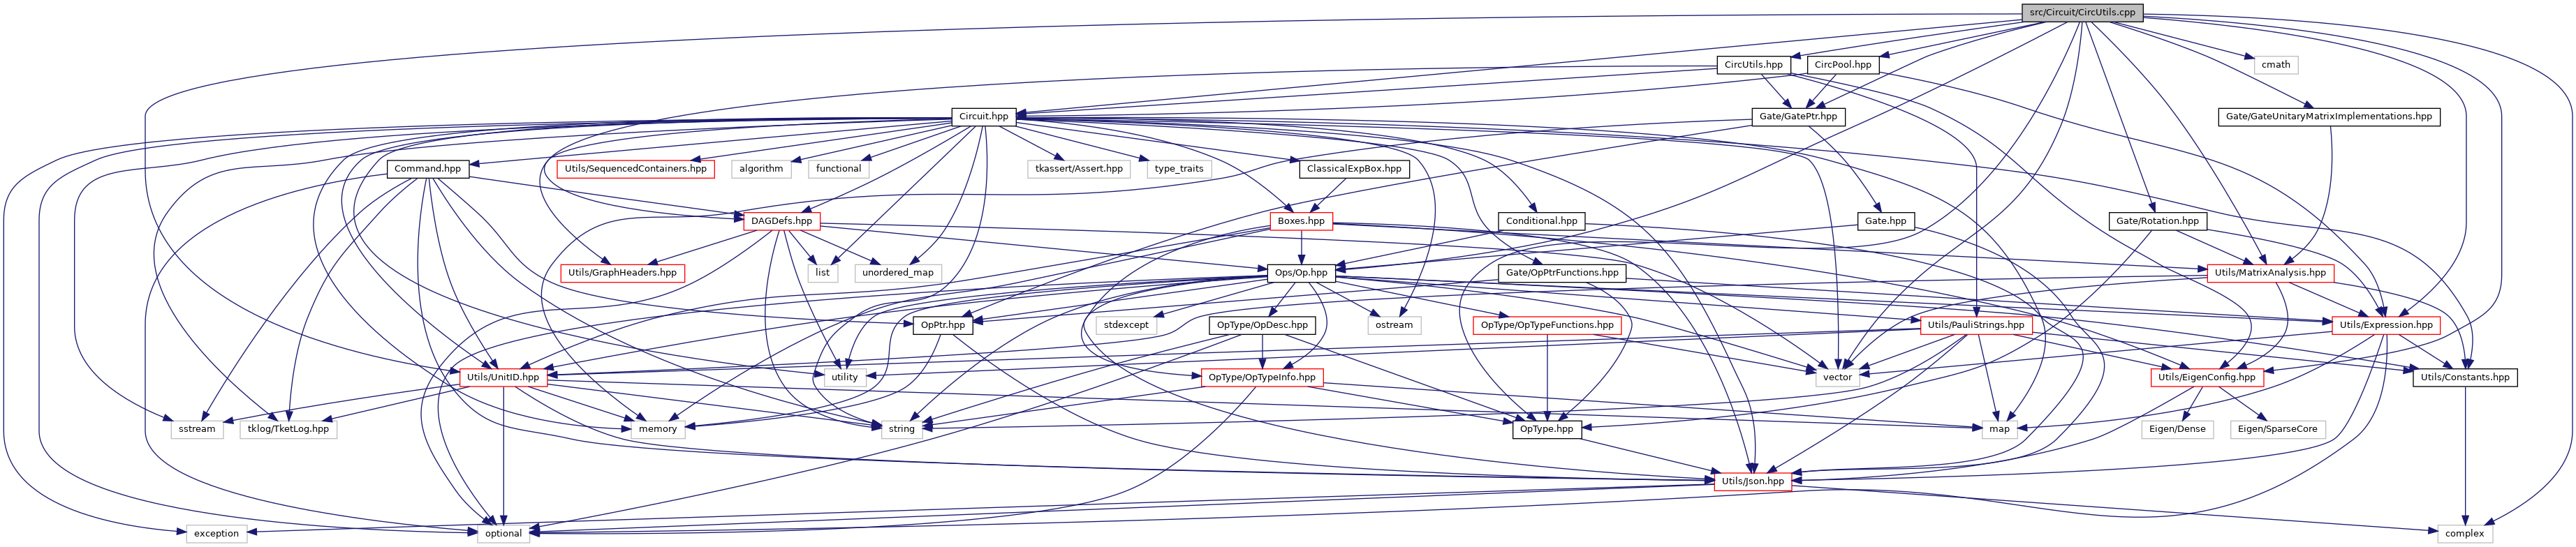 src/Circuit/CircUtils.cpp
CircUtils.hpp
CircPool.hpp
cmath
Circuit.hpp
Gate/GatePtr.hpp
Gate/GateUnitaryMatrixImplementations.hpp
Command.hpp
Utils/SequencedContainers.hpp
algorithm
functional
tkassert/Assert.hpp
type_traits
ClassicalExpBox.hpp
DAGDefs.hpp
Boxes.hpp
Conditional.hpp
Gate.hpp
Gate/Rotation.hpp
Utils/GraphHeaders.hpp
list
unordered_map
Ops/Op.hpp
Gate/OpPtrFunctions.hpp
Utils/MatrixAnalysis.hpp
OpPtr.hpp
stdexcept
OpType/OpDesc.hpp
ostream
OpType/OpTypeFunctions.hpp
Utils/PauliStrings.hpp
Utils/Expression.hpp
Utils/UnitID.hpp
utility
OpType/OpTypeInfo.hpp
vector
Utils/EigenConfig.hpp
Utils/Constants.hpp
sstream
tklog/TketLog.hpp
memory
string
OpType.hpp
map
Eigen/Dense
Eigen/SparseCore
Utils/Json.hpp
exception
optional
complex